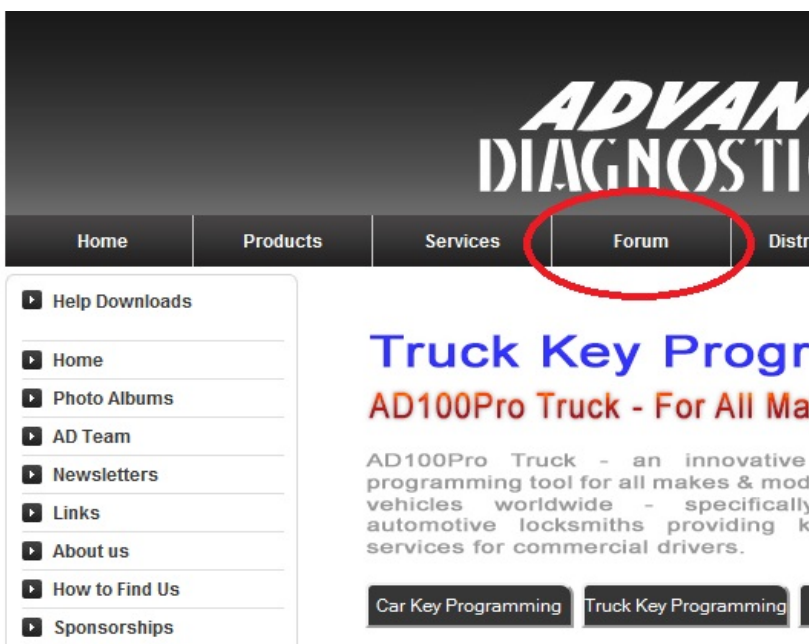 ADVAN
DIAGNOSTI
Home Products Services Forum Distr
Help Downloads
Home
Photo Albums
AD Team
Newsletters
Links
About us
How to Find Us
Sponsorships
Truck Key Progr
AD100Pro Truck - For All Ma
AD100Pro Truck - an innovative
programming tool for all makes & mod
vehicles worldwide - specifically
automotive locksmiths providing k
services for commercial drivers.
Car Key Programming Truck Key Programming